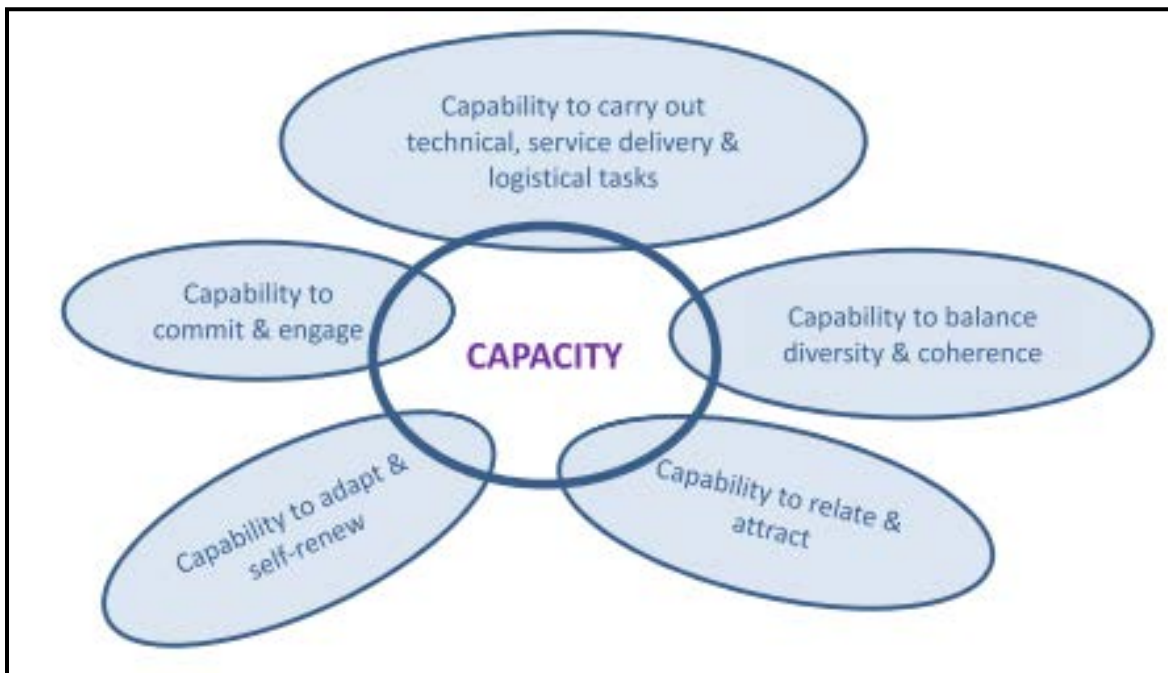 Capability to carry out
technical, service delivery &
logistical tasks
Capability to
commit & engage
CAPACITY
Capability to balance
diversity & coherence
Capability to adapt &
self-renew
Capability to relate &
attract